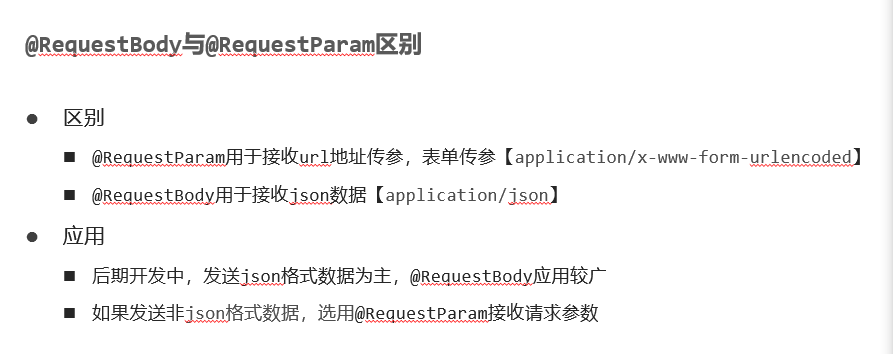 @RequestBody与@RequestParam区别
区别
@RequestParam用于接收url地址传参，表单传参【application/x-www-form-urlencoded】
@RequestBody用于接收json数据【application/json】
应用
后期开发中，发送json格式数据为主，@RequestBody应用较广
如果发送非json格式数据，选用@RequestParam接收请求参数